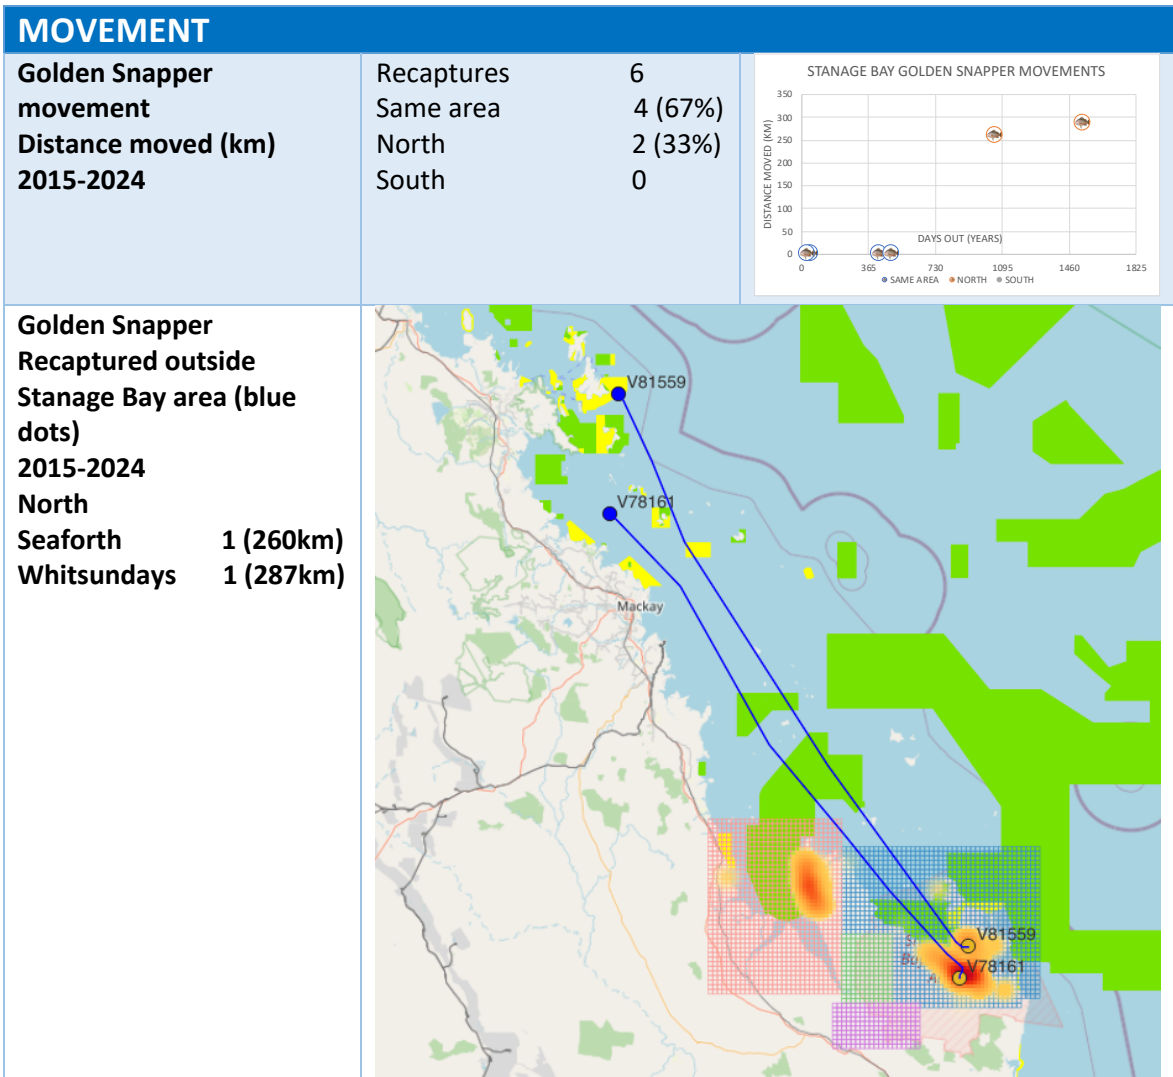 MOVEMENT
Golden Snapper
movement
Distance moved (km)
2015-2024
Recaptures 6
Same area 4 (67%)
North 2 (33%)
South 0
STANAGE BAY GOLDEN SNAPPER MOVEMENTS
DISTANCE MOVED (KM)
350
300
250
200
150
100
50
0
DAYS OUT (YEARS)
0 365 730 1095 1460 1825
SAME AREA NORTH SOUTH
Golden Snapper
Recaptured outside
Stanage Bay area (blue
dots)
2015-2024
North
Seaforth 1 (260km)
Whitsundays 1 (287km)
V81559
V78161
Mackay
V81559
V78161